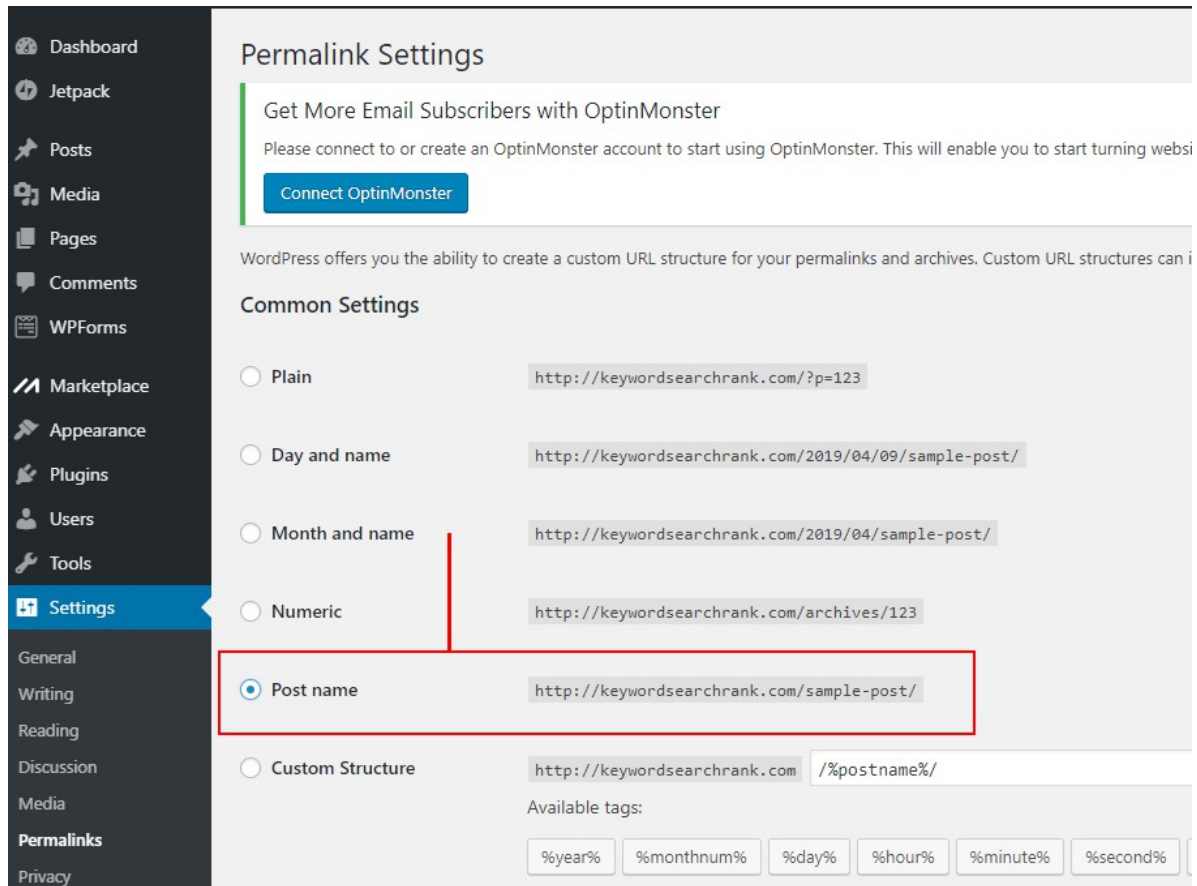 Dashboard
Jetpack
Posts
Media
Pages
Comments
WPForms
Marketplace
Appearance
Plugins
Users
Tools
Settings
General
Writing
Reading
Discussion
Media
Permalinks
Privacy
Permalink Settings
Get More Email Subscribers with OptinMonster
Please connect to or create an OptinMonster account to start using OptinMonster. This will enable you to start turning websi
Connect OptinMonster
WordPress offers you the ability to create a custom URL structure for your permalinks and archives. Custom URL structures can i
Common Settings
Plain http://keywordsearchrank.com/?p=123
Day and name http://keywordsearchrank.com/2019/04/09/sample-post/
Month and name http://keywordsearchrank.com/2019/04/sample-post/
Numeric http://keywordsearchrank.com/archives/123
Post name http://keywordsearchrank.com/sample-post/
Custom Structure http://keywordsearchrank.com /%postname%/
Available tags:
%year% %monthnum% %day% %hour% %minute% %second%